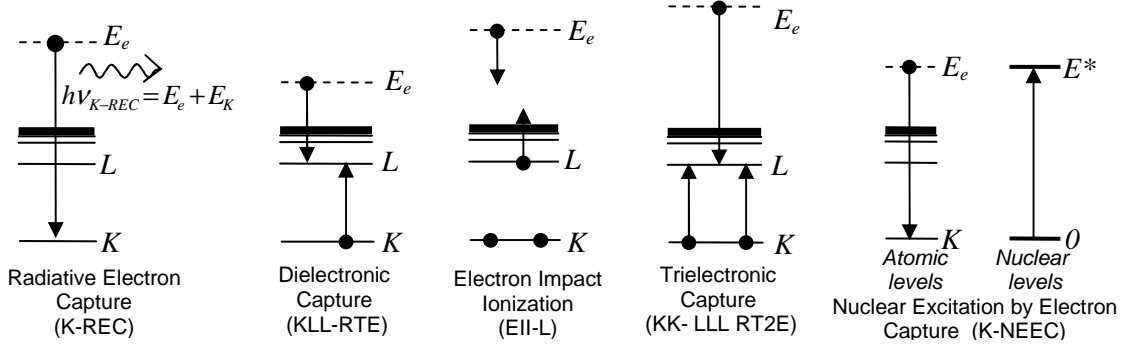 E_e
hν_{K–REC} = E_e + E_K
L
K
Radiative Electron
Capture
(K-REC)
E_e
L
K
Dielectronic
Capture
(KLL-RTE)
E_e
L
K
Electron Impact
Ionization
(EII-L)
E_e
L
K
Trielectronic
Capture
(KK- LLL RT2E)
E_e
E*
K
0
Atomic
levels
Nuclear
levels
Nuclear Excitation by Electron
Capture (K-NEEC)